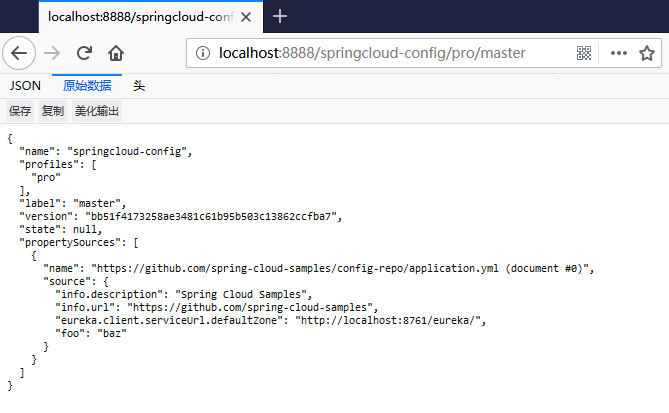 localhost:8888/springcloud-conf
localhost:8888/springcloud-config/pro/master
JSON 原始数据 头
保存 复制 美化输出
{
  "name": "springcloud-config",
  "profiles": [
    "pro"
  ],
  "label": "master",
  "version": "bb51f4173258ae3481c61b95b503c13862ccfba7",
  "state": null,
  "propertySources": [
    {
      "name": "https://github.com/spring-cloud-samples/config-repo/application.yml (document #0)",
      "source": {
        "info.description": "Spring Cloud Samples",
        "info.url": "https://github.com/spring-cloud-samples",
        "eureka.client.serviceUrl.defaultZone": "http://localhost:8761/eureka/",
        "foo": "baz"
      }
    }
  ]
}